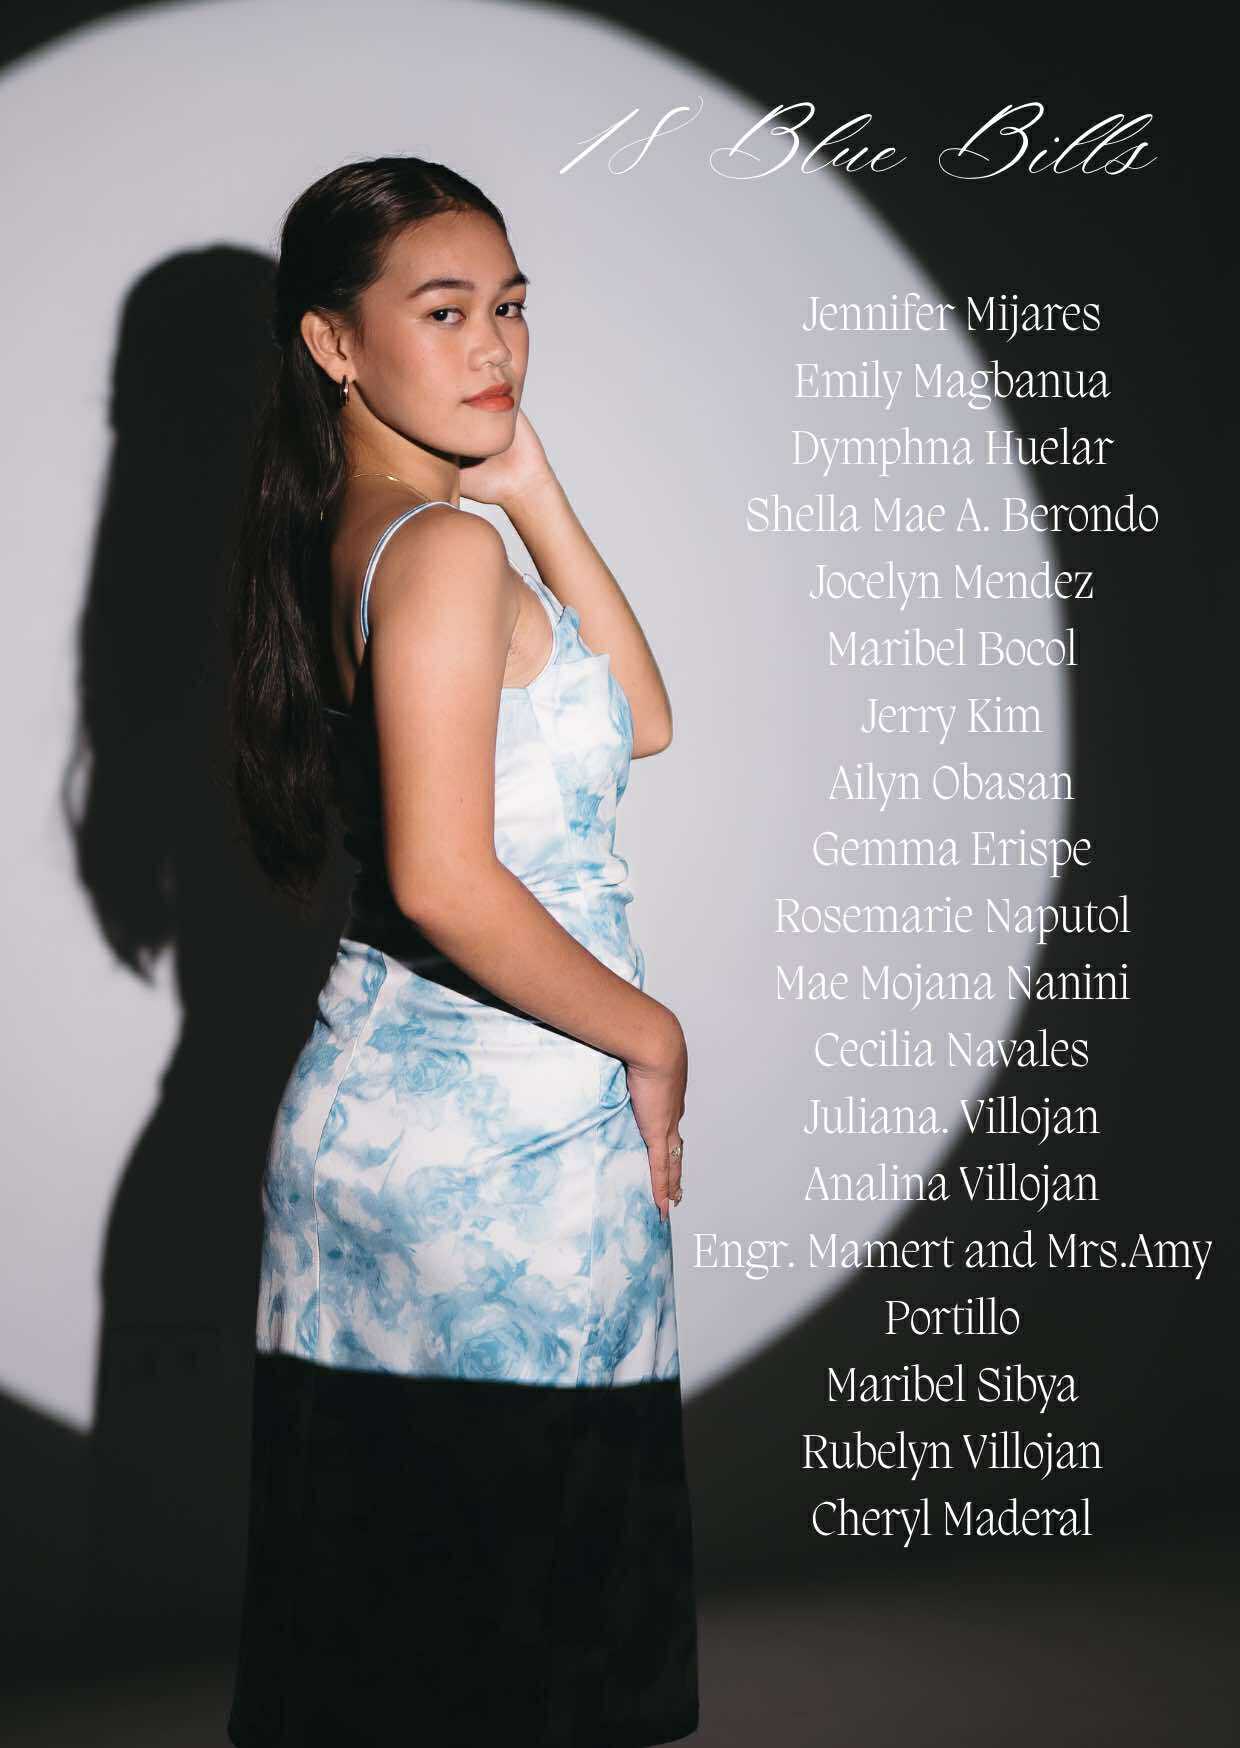 18 Blue Bills
Jennifer Mijares
Emily Magbanua
Dymphna Huelar
Shella Mae A. Berondo
Jocelyn Mendez
Maribel Bocol
Jerry Kim
Ailyn Obasan
Gemma Erispe
Rosemarie Naputol
Mae Mojana Nanini
Cecilia Navales
Juliana. Villojan
Analina Villojan
Engr. Mamert and Mrs.Amy
Portillo
Maribel Sibya
Rubelyn Villojan
Cheryl Maderal